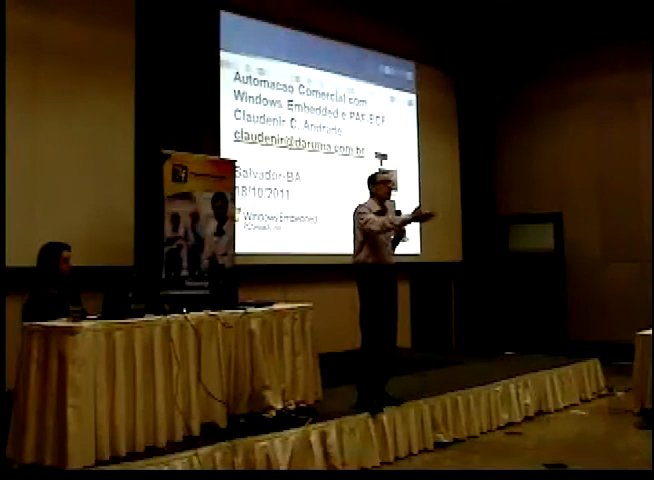 Automacao Comercial com
Windows Embedded e PAF-ECF
Claudenir C. Andrade
claudenir@daruma.com.br
Salvador-BA
18/10/2011
Windows Embedded